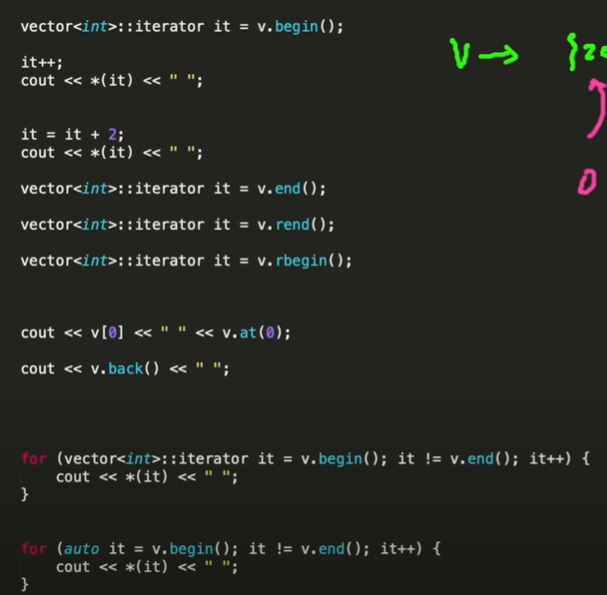 vector<int>::iterator it = v.begin();
V → {20
it++;
cout << *(it) << " ";
it = it + 2;
cout << *(it) << " ";
0
vector<int>::iterator it = v.end();
vector<int>::iterator it = v.rend();
vector<int>::iterator it = v.rbegin();
cout << v[0] << " " << v.at(0);
cout << v.back() << " ";
for (vector<int>::iterator it = v.begin(); it != v.end(); it++) {
    cout << *(it) << " ";
}
for (auto it = v.begin(); it != v.end(); it++) {
    cout << *(it) << " ";
}